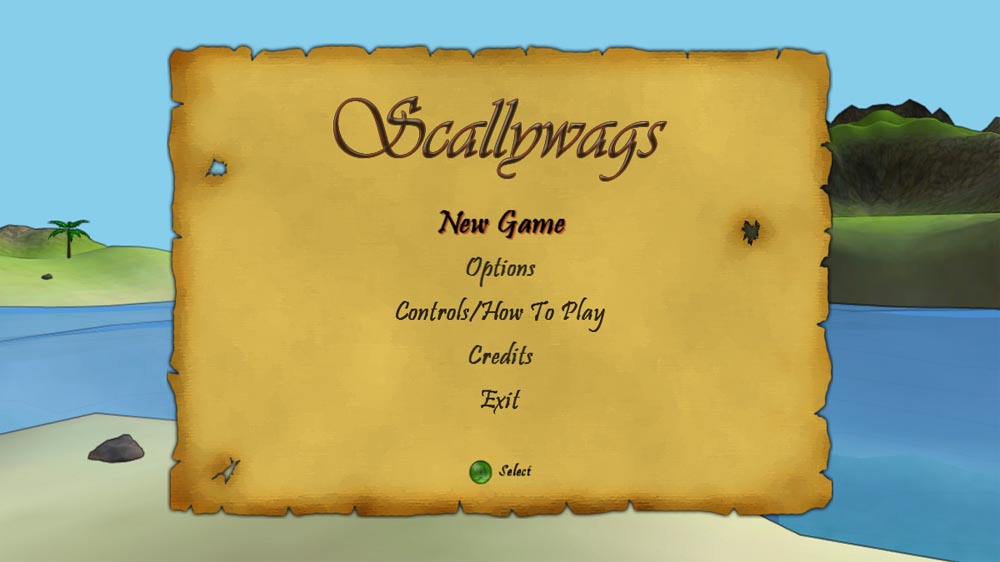 Scallywags
New Game
Options
Controls/How To Play
Credits
Exit
Select